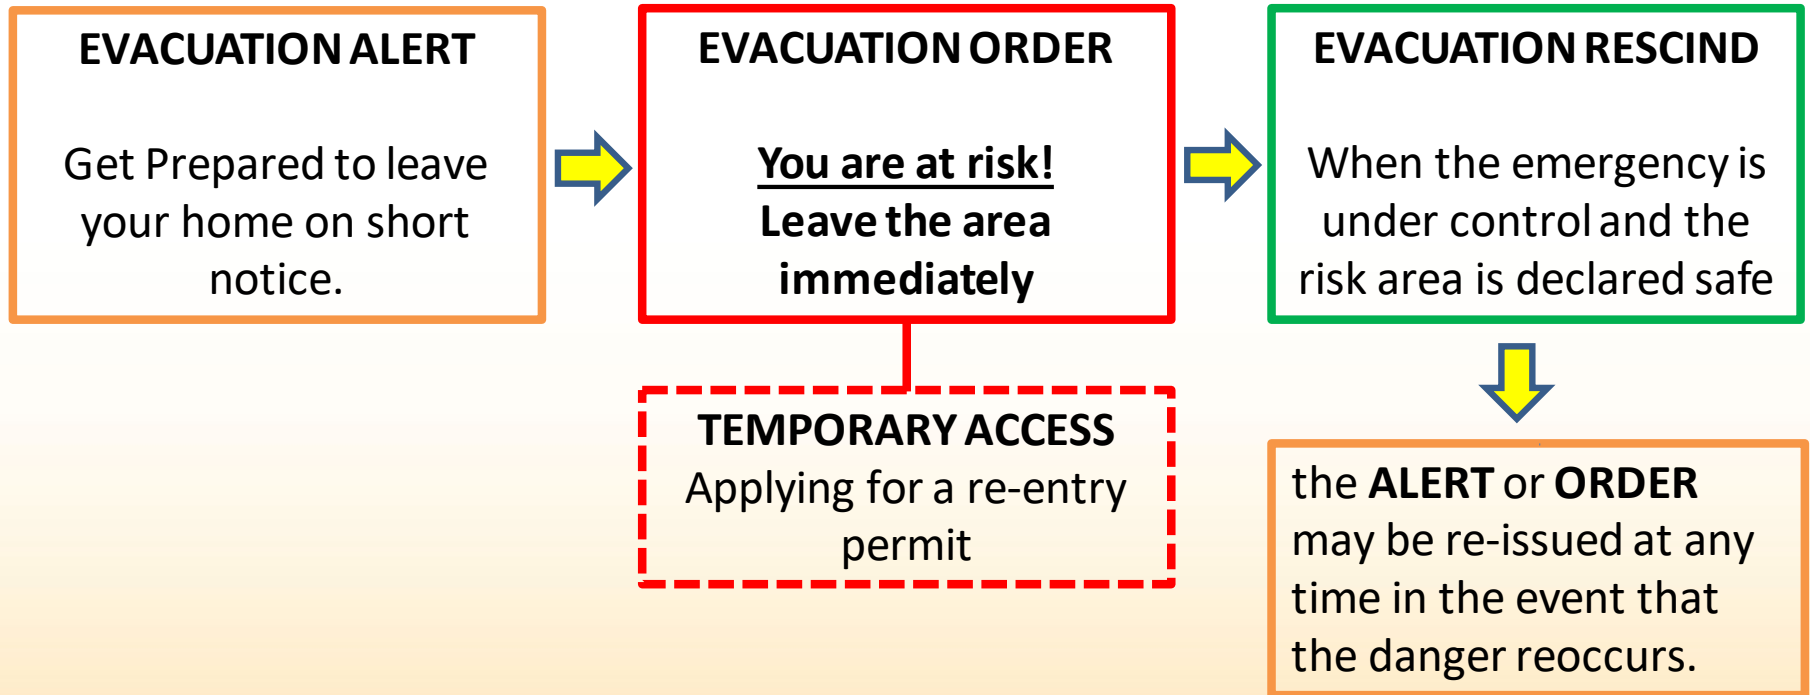 EVACUATION ALERT
Get Prepared to leave
your home on short
notice.
EVACUATION ORDER
You are at risk!
Leave the area
immediately
EVACUATION RESCIND
When the emergency is
under control and the
risk area is declared safe
TEMPORARY ACCESS
Applying for a re-entry
permit
the ALERT or ORDER
may be re-issued at any
time in the event that
the danger reoccurs.